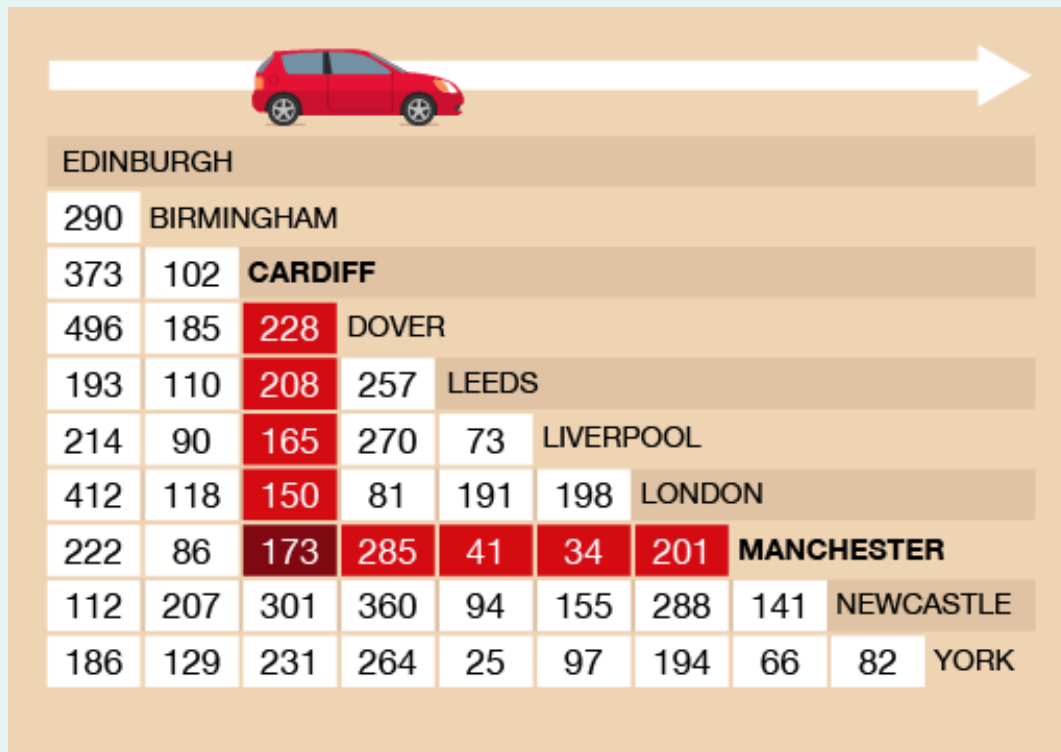 EDINBURGH
290 BIRMINGHAM
373 102 CARDIFF
496 185 228 DOVER
193 110 208 257 LEEDS
214 90 165 270 73 LIVERPOOL
412 118 150 81 191 198 LONDON
222 86 173 285 41 34 201 MANCHESTER
112 207 301 360 94 155 288 141 NEWCASTLE
186 129 231 264 25 97 194 66 82 YORK